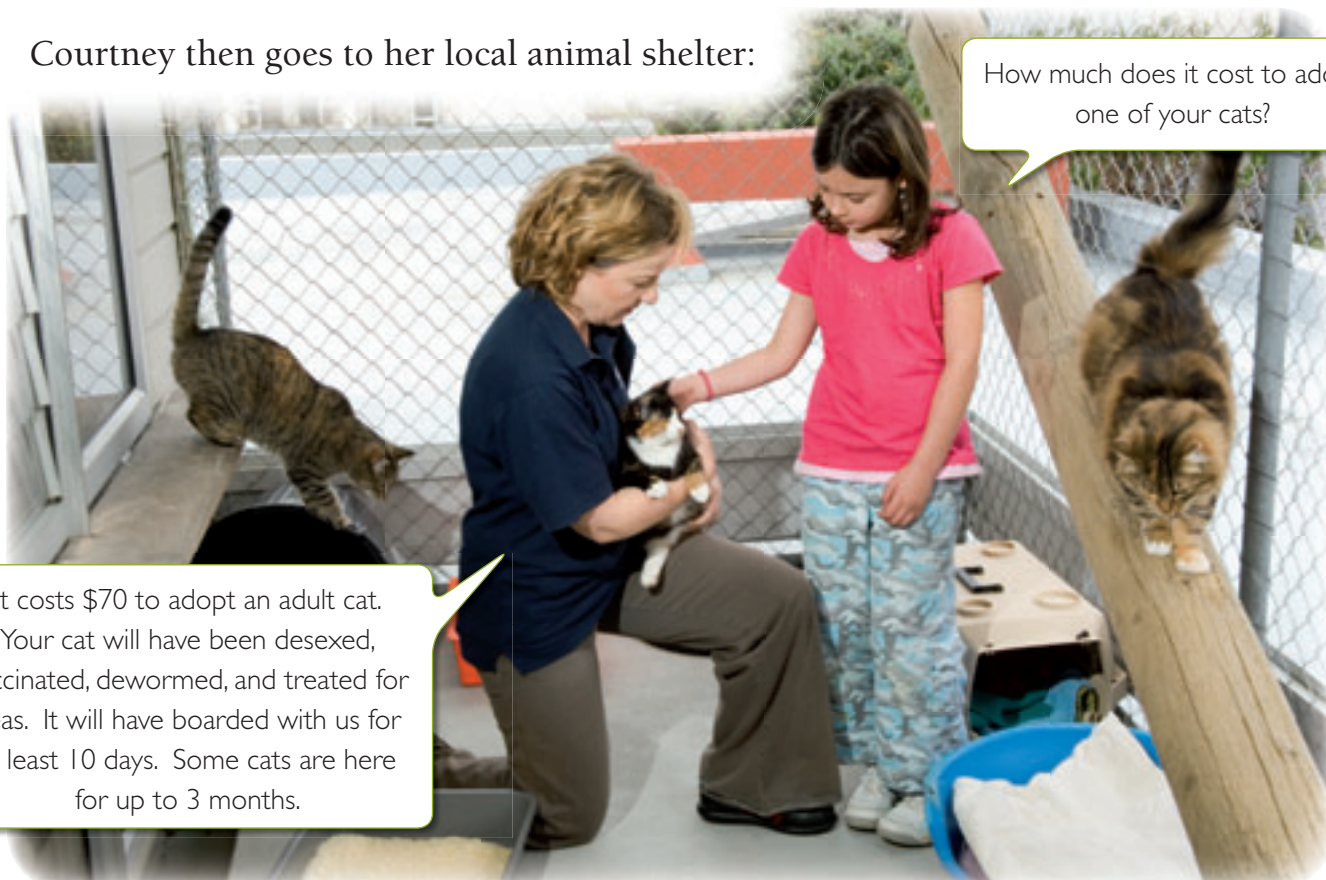 Courtney then goes to her local animal shelter:
How much does it cost to ado
one of your cats?
t costs $70 to adopt an adult cat.
Your cat will have been desexed,
ccinated, dewormed, and treated for
eas. It will have boarded with us for
least 10 days. Some cats are here
for up to 3 months.